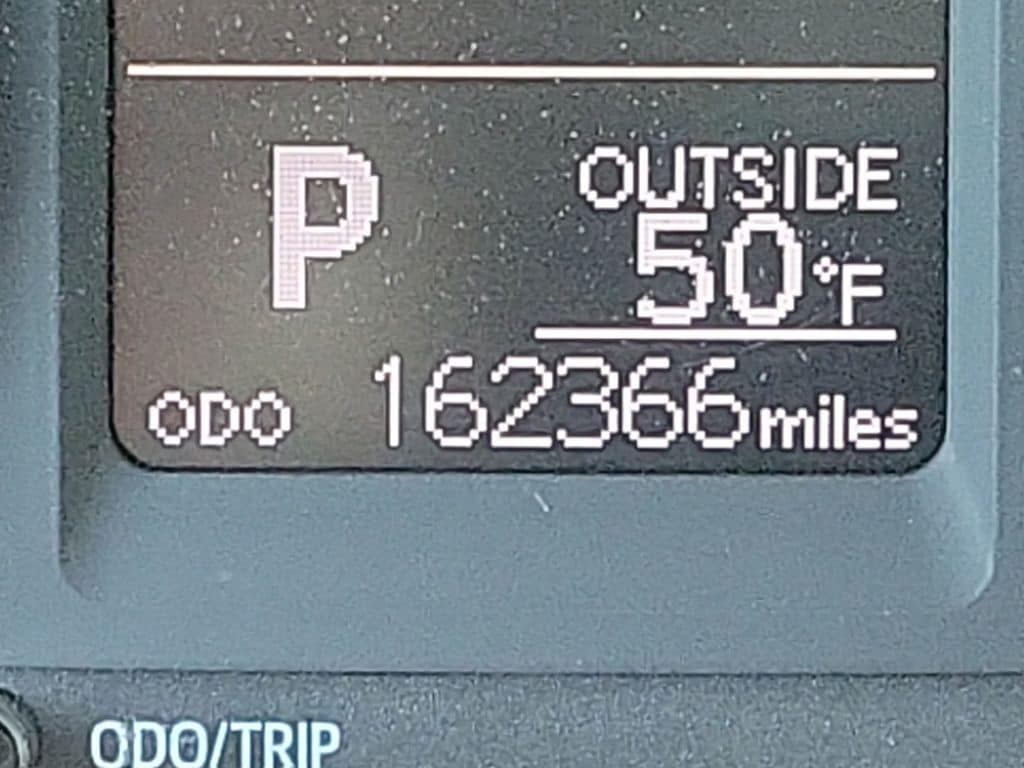 P
OUTSIDE
50°F
ODO 162366 miles
ODO/TRIP